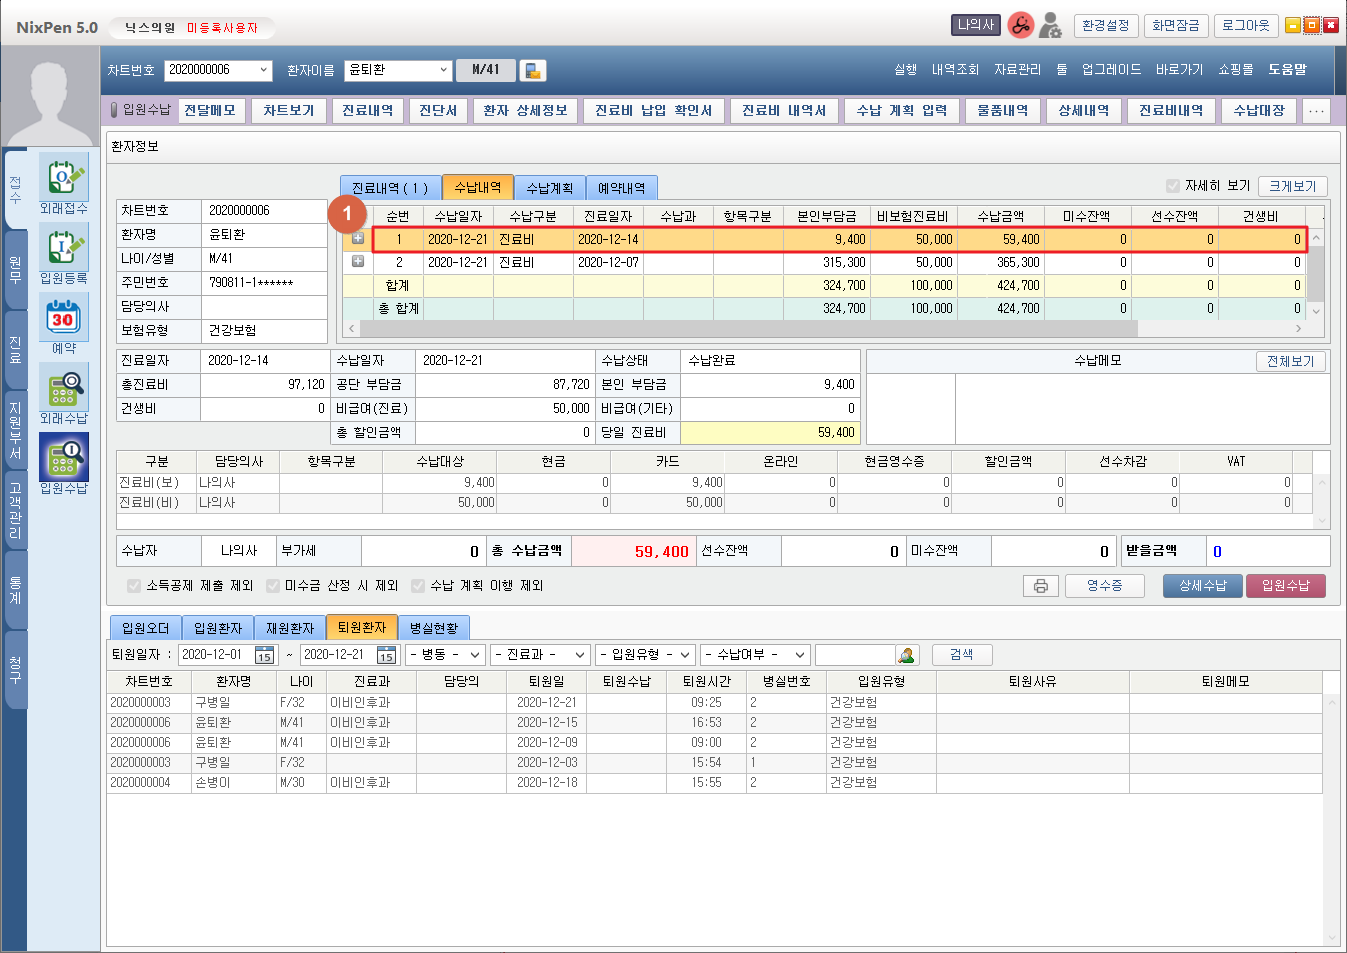 NixPen 5.0 닉스의원 미등록사용자 나의사 환경설정 화면잠금 로그아웃
차트번호 2020000006 환자이름 윤퇴환 M/41 실행 내역조회 자료관리 툴 업그레이드 바로가기 쇼핑몰 도움말
입원수납 전달메모 차트보기 진료내역 진단서 환자 상세정보 진료비 납입 확인서 진료비 내역서 수납 계획 입력 물품내역 상세내역 진료비내역 수납대장 ...
접수
원무
진료
지원부서
고객관리
통계
청구
외래접수
입원등록
30
예약
외래수납
입원수납
환자정보
진료내역 ( 1 ) 수납내역 수납계획 예약내역 자세히 보기 크게보기
차트번호 2020000006
환자명 윤퇴환
나이/성별 M/41
주민번호 790811-1******
담당의사
보험유형 건강보험
1
순번 수납일자 수납구분 진료일자 수납과 항목구분 본인부담금 비보험진료비 수납금액 미수잔액 선수잔액 건생비
1 2020-12-21 진료비 2020-12-14 9,400 50,000 59,400 0 0 0
2 2020-12-21 진료비 2020-12-07 315,300 50,000 365,300 0 0 0
합계 324,700 100,000 424,700 0 0 0
총 합계 324,700 100,000 424,700 0 0 0
진료일자 2020-12-14 수납일자 2020-12-21 수납상태 수납완료 수납메모 전체보기
총진료비 97,120 공단 부담금 87,720 본인 부담금 9,400
건생비 0 비급여(진료) 50,000 비급여(기타) 0
총 할인금액 0 당일 진료비 59,400
구분 담당의사 항목구분 수납대상 현금 카드 온라인 현금영수증 할인금액 선수차감 VAT
진료비(보) 나의사 9,400 0 9,400 0 0 0 0 0
진료비(비) 나의사 50,000 0 50,000 0 0 0 0 0
수납자 나의사 부가세 0 총 수납금액 59,400 선수잔액 0 미수잔액 0 받을금액 0
소득공제 제출 제외 미수금 산정 시 제외 수납 계획 이행 제외 영수증 상세수납 입원수납
입원오더 입원환자 재원환자 퇴원환자 병실현황
퇴원일자 : 2020-12-01 15 ~ 2020-12-21 15 - 병동 - - 진료과 - - 입원유형 - - 수납여부 - 검색
차트번호 환자명 나이 진료과 담당의 퇴원일 퇴원수납 퇴원시간 병실번호 입원유형 퇴원사유 퇴원메모
2020000003 구병일 F/32 이비인후과 2020-12-21 09:25 2 건강보험
2020000006 윤퇴환 M/41 이비인후과 2020-12-15 16:53 2 건강보험
2020000006 윤퇴환 M/41 이비인후과 2020-12-09 09:00 2 건강보험
2020000003 구병일 F/32 2020-12-03 15:54 1 건강보험
2020000004 손병이 M/30 이비인후과 2020-12-18 15:55 2 건강보험